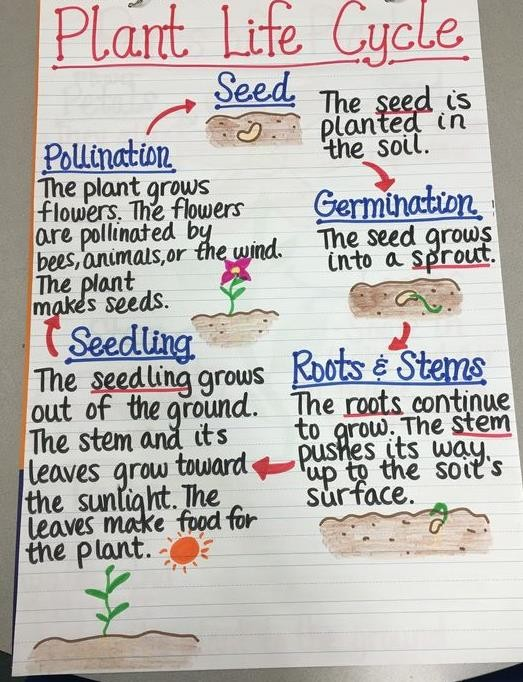 Plant Life Cycle
Seed
The seed is
planted in
the soil.
Germination
The seed grows
into a sprout.
Roots & Stems
The roots continue
to grow. The stem
pushes its way
up to the soil's
surface.
Seedling
The seedling grows
out of the ground.
The stem and its
leaves grow toward
the sunlight. The
leaves make food for
the plant.
Pollination
The plant grows
flowers. The flowers
are pollinated by
bees, animals, or the wind.
The plant
makes seeds.